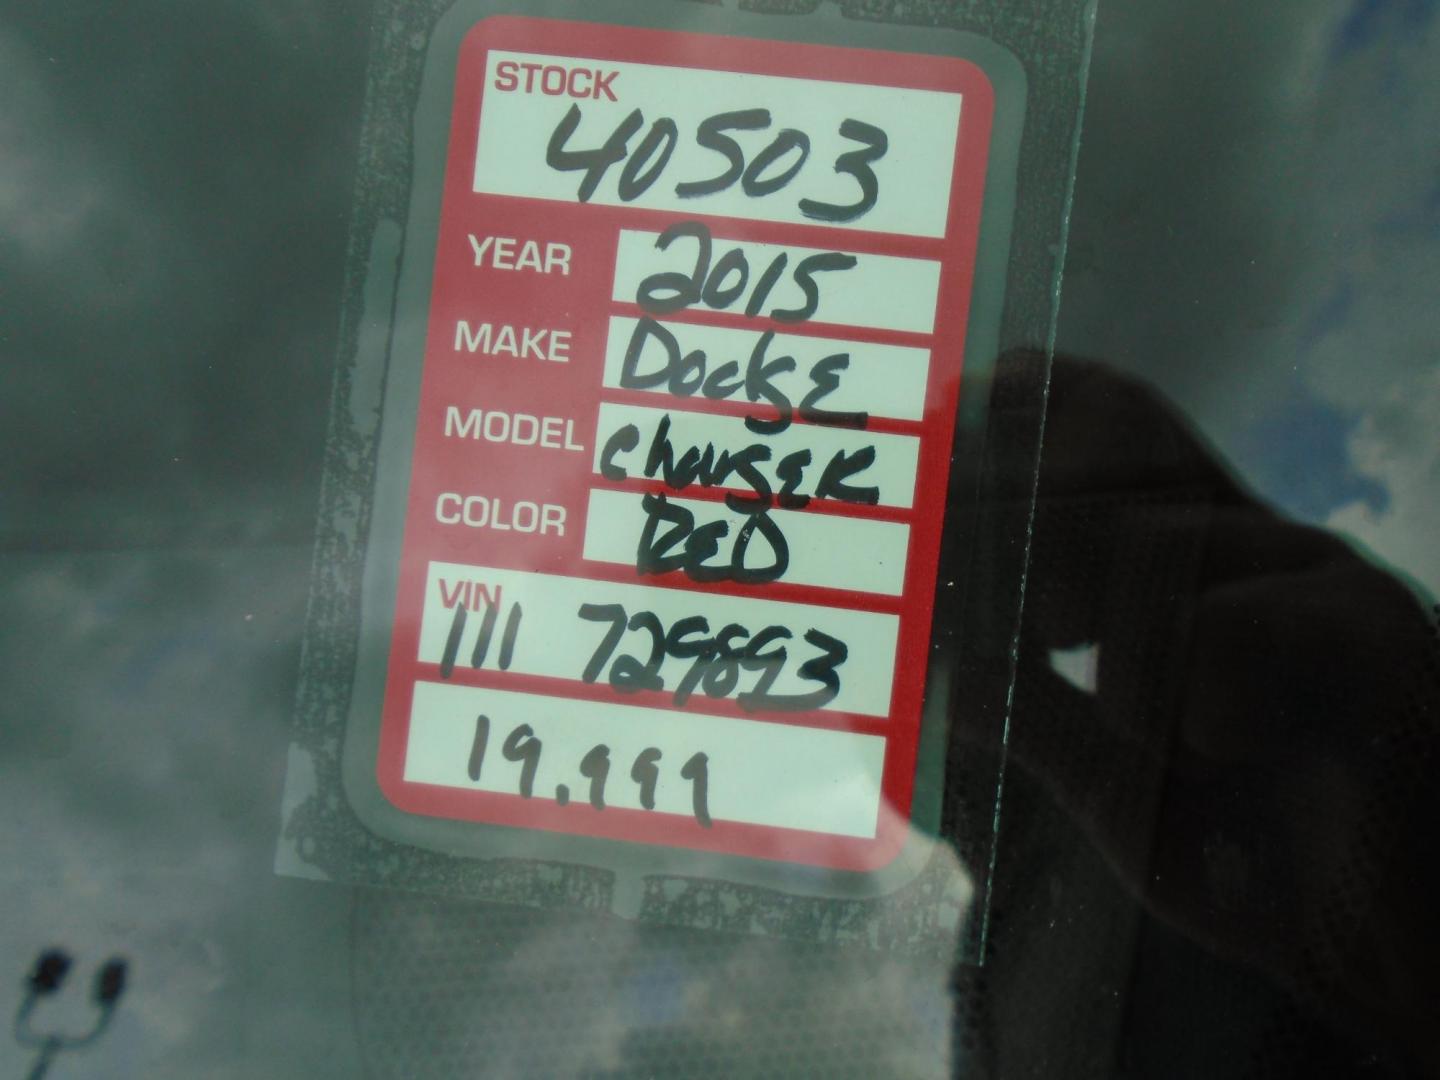 STOCK
40503
YEAR 2015
MAKE DodgE
MODEL chargER
COLOR RED
VIN
111 729893
19.999